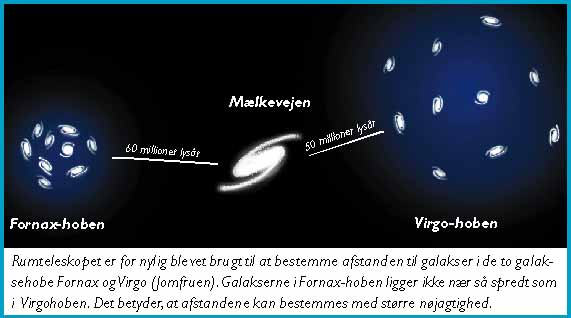 Mælkevejen
60 millioner lysår
50 millioner lysår
Fornax-hoben
Virgo-hoben
Rumteleskopet er for nylig blevet brugt til at bestemme afstanden til galakser i de to galak-
sehobe Fornax og Virgo (Jomfruen). Galakserne i Fornax-hoben ligger ikke nær så spredt som
i Virgohoben. Det betyder, at afstandene kan bestemmes med større nøjagtighed.